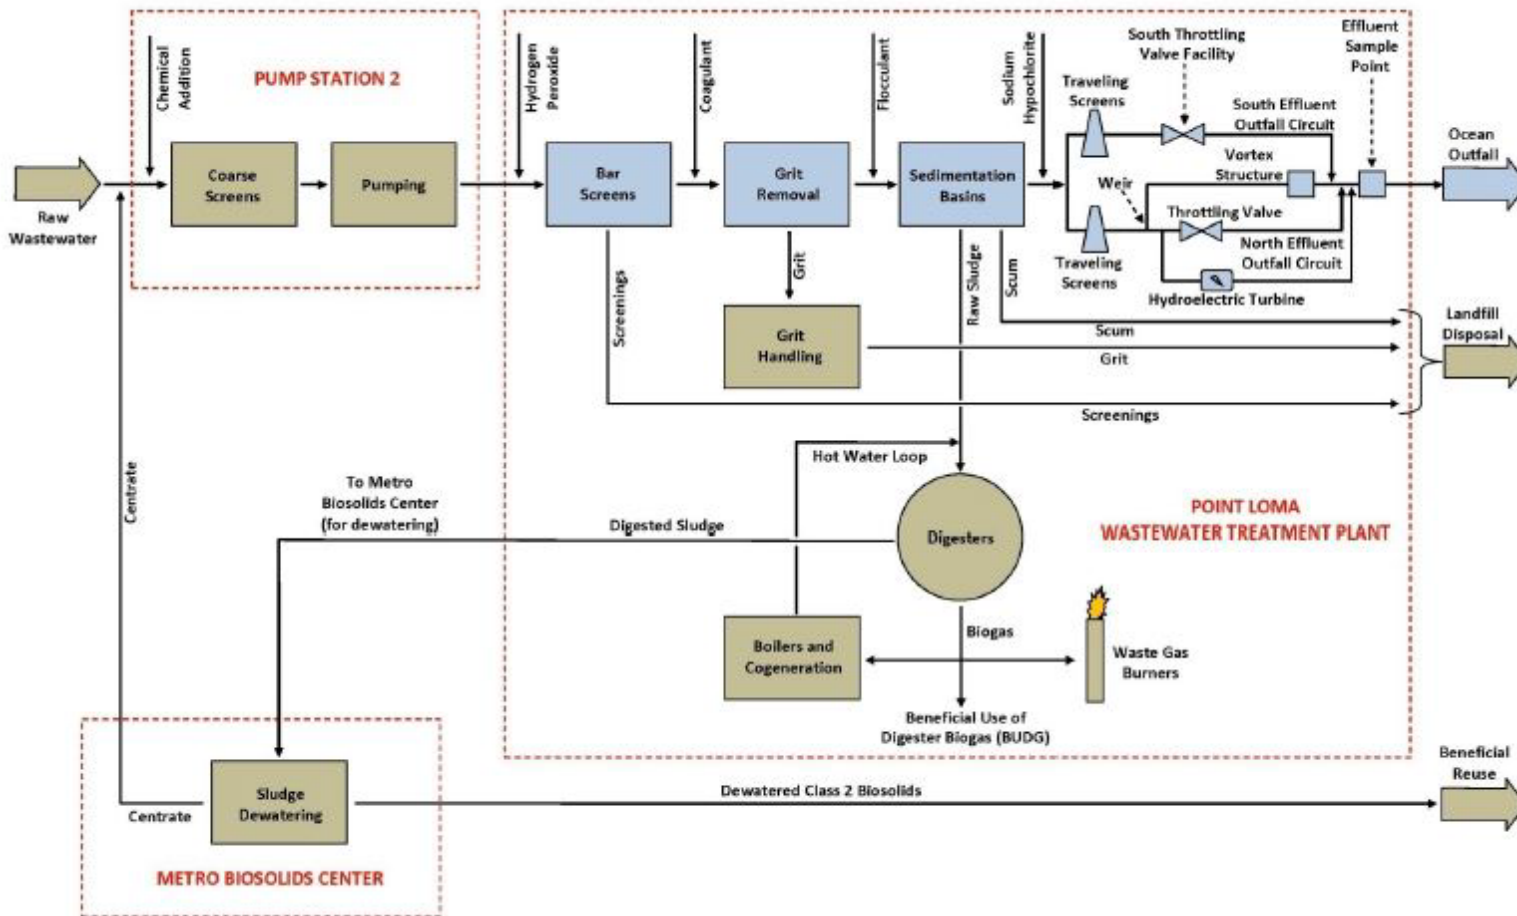 PUMP STATION 2
Chemical
Addition
Raw
Wastewater
Coarse
Screens
Pumping
Hydrogen
Peroxide
Bar
Screens
Coagulant
Grit
Removal
Flocculant
Sedimentation
Basins
Sodium
Hypochlorite
Traveling
Screens
South Throttling
Valve Facility
Effluent
Sample
Point
South Effluent
Outfall Circuit
Vortex
Structure
Weir
Throttling Valve
North Effluent
Outfall Circuit
Traveling
Screens
Hydroelectric Turbine
Ocean
Outfall
Screenings
Grit
Raw Sludge
Scum
Grit
Handling
Scum
Grit
Screenings
Landfill
Disposal
Hot Water Loop
Centrate
To Metro
Biosolids Center
(for dewatering)
Digested Sludge
Digesters
POINT LOMA
WASTEWATER TREATMENT PLANT
Biogas
Boilers and
Cogeneration
Waste Gas
Burners
Beneficial Use of
Digester Biogas (BUDG)
Sludge
Dewatering
Centrate
Dewatered Class 2 Biosolids
Beneficial
Reuse
METRO BIOSOLIDS CENTER